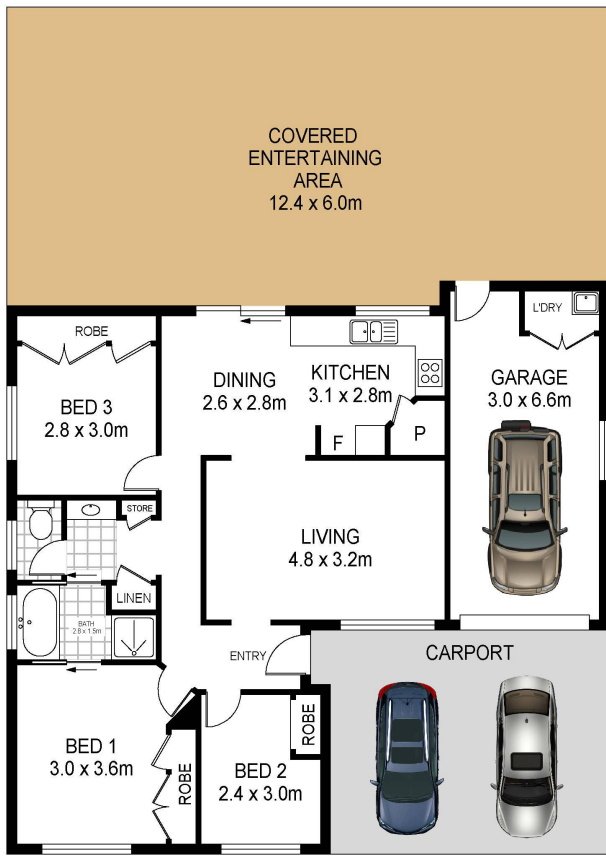 COVERED
ENTERTAINING
AREA
12.4 x 6.0m
L'DRY
ROBE
DINING
2.6 x 2.8m
KITCHEN
3.1 x 2.8m
GARAGE
3.0 x 6.6m
BED 3
2.8 x 3.0m
F
P
STORE
LIVING
4.8 x 3.2m
LINEN
BATH
2.8 x 1.5m
ENTRY
CARPORT
BED 1
3.0 x 3.6m
ROBE
BED 2
2.4 x 3.0m
ROBE